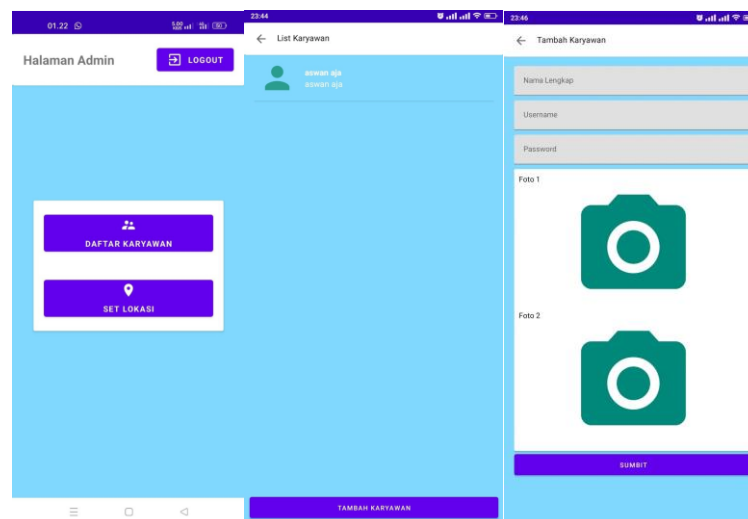 01.22
Halaman Admin
LOGOUT
DAFTAR KARYAWAN
SET LOKASI
23:44
List Karyawan
aswan aja
aswan aja
TAMBAH KARYAWAN
23:46
Tambah Karyawan
Nama Lengkap
Username
Password
Foto 1
Foto 2
SUMBIT